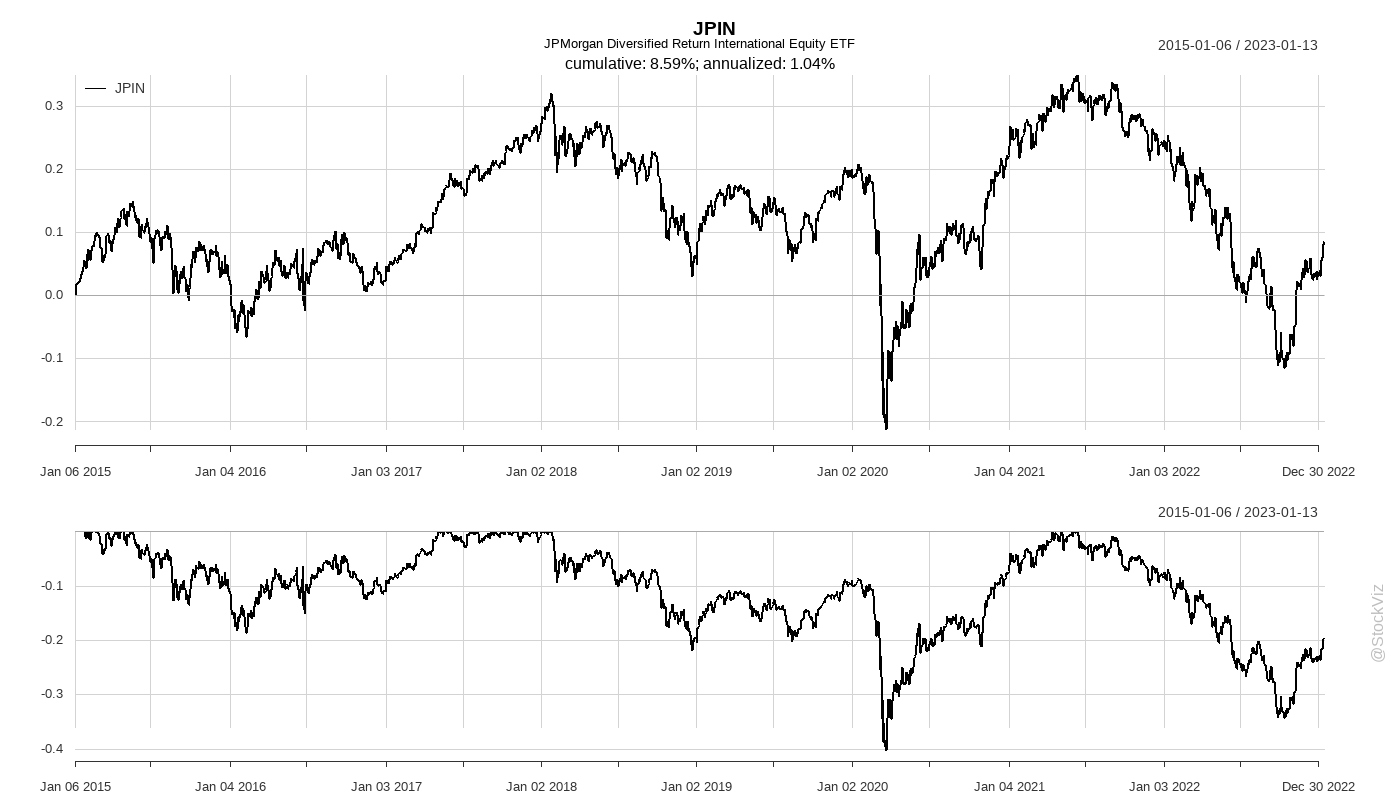 JPIN
JPMorgan Diversified Return International Equity ETF
cumulative: 8.59%; annualized: 1.04%
2015-01-06 / 2023-01-13
JPIN
0.3
0.2
0.1
0.0
-0.1
-0.2
Jan 06 2015 Jan 04 2016 Jan 03 2017 Jan 02 2018 Jan 02 2019 Jan 02 2020 Jan 04 2021 Jan 03 2022 Dec 30 2022
2015-01-06 / 2023-01-13
-0.1
-0.2
-0.3
-0.4
Jan 06 2015 Jan 04 2016 Jan 03 2017 Jan 02 2018 Jan 02 2019 Jan 02 2020 Jan 04 2021 Jan 03 2022 Dec 30 2022
@StockViz